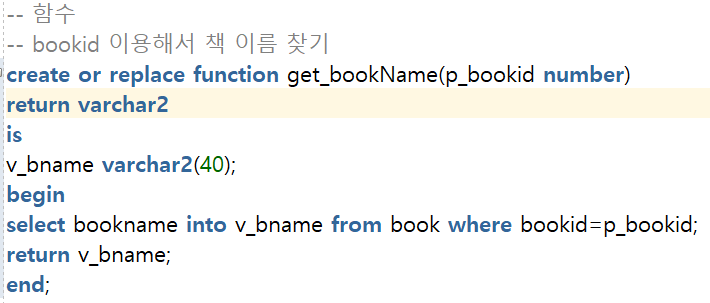 -- 함수
-- bookid 이용해서 책 이름 찾기
create or replace function get_bookName(p_bookid number)
return varchar2
is
v_bname varchar2(40);
begin
select bookname into v_bname from book where bookid=p_bookid;
return v_bname;
end;